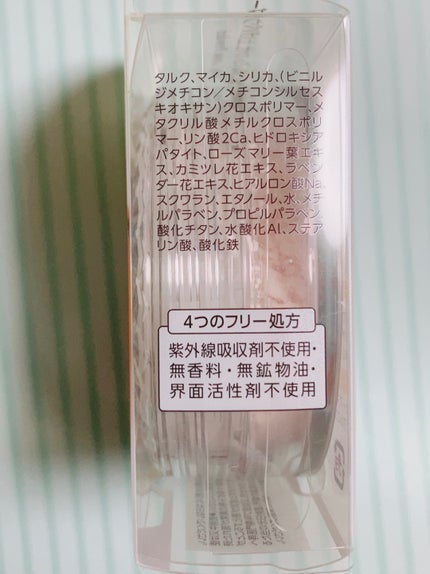 タルク、マイカ、シリカ、(ビニル
ジメチコン/メチコンシルセス
キオキサン)クロスポリマー、メ
タクリル酸メチルクロスポリ
マー、リン酸2Ca、ヒドロキシア
パタイト、ローズマリー葉エキ
ス、カミツレ花エキス、ラベン
ダー花エキス、ヒアルロン酸Na、
スクワラン、エタノール、水、メチ
ルパラベン、プロピルパラベン、
酸化チタン、水酸化Al、ステア
リン酸、酸化鉄
4つのフリー処方
紫外線吸収剤不使用・
無香料・無鉱物油・
界面活性剤不使用